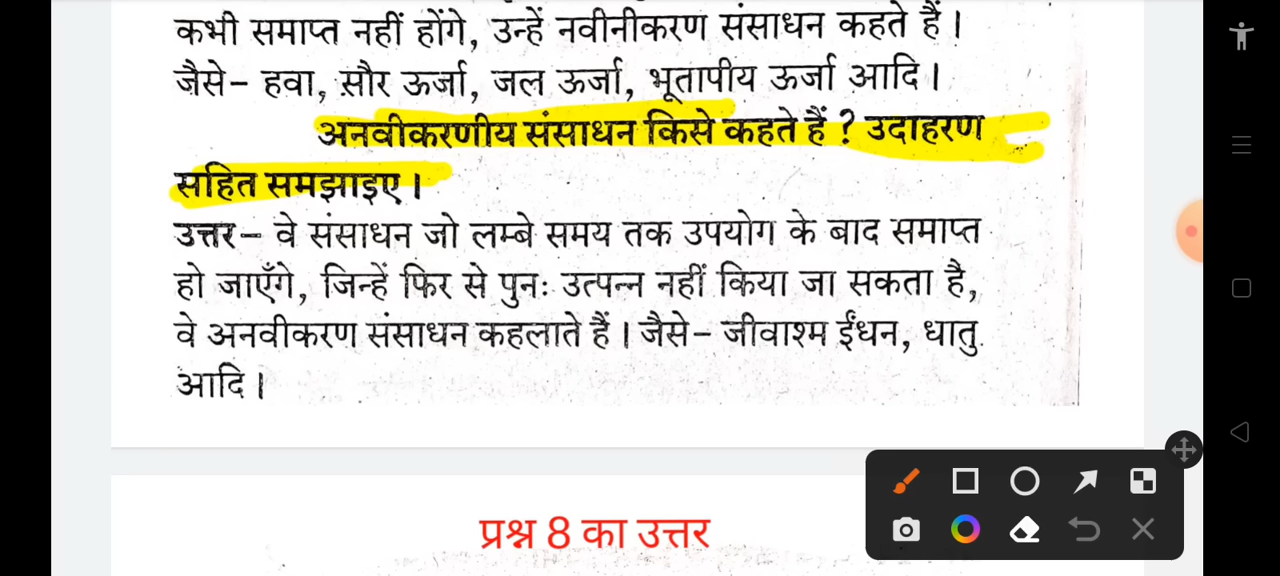 कभी समाप्त नहीं होंगे, उन्हें नवीनीकरण संसाधन कहते हैं।
जैसे– हवा, सौर ऊर्जा, जल ऊर्जा, भूतापीय ऊर्जा आदि।
अनवीकरणीय संसाधन किसे कहते हैं ? उदाहरण
सहित समझाइए।
उत्तर– वे संसाधन जो लम्बे समय तक उपयोग के बाद समाप्त
हो जाएँगे, जिन्हें फिर से पुनः उत्पन्न नहीं किया जा सकता है,
वे अनवीकरण संसाधन कहलाते हैं। जैसे– जीवाश्म ईंधन, धातु
आदि।
प्रश्न 8 का उत्तर